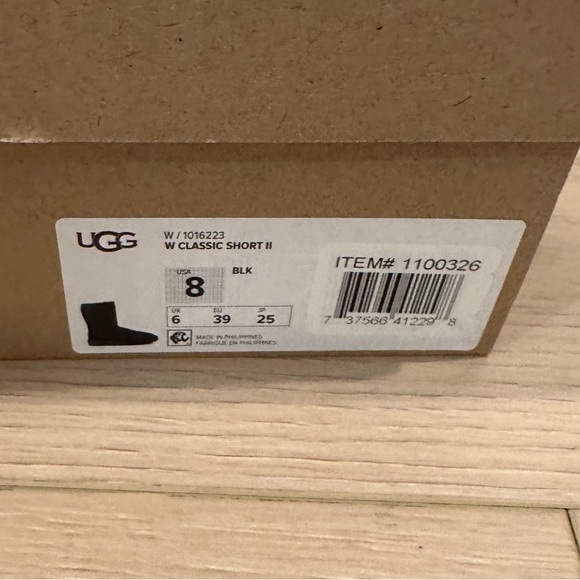 UGG
W / 1016223
W CLASSIC SHORT II
USA
8
BLK
UK EU JP
6 39 25
MADE IN PHILIPPINES
FABRIQUÉ EN PHILIPPINES
ITEM# 1100326
7 37566 41229 8